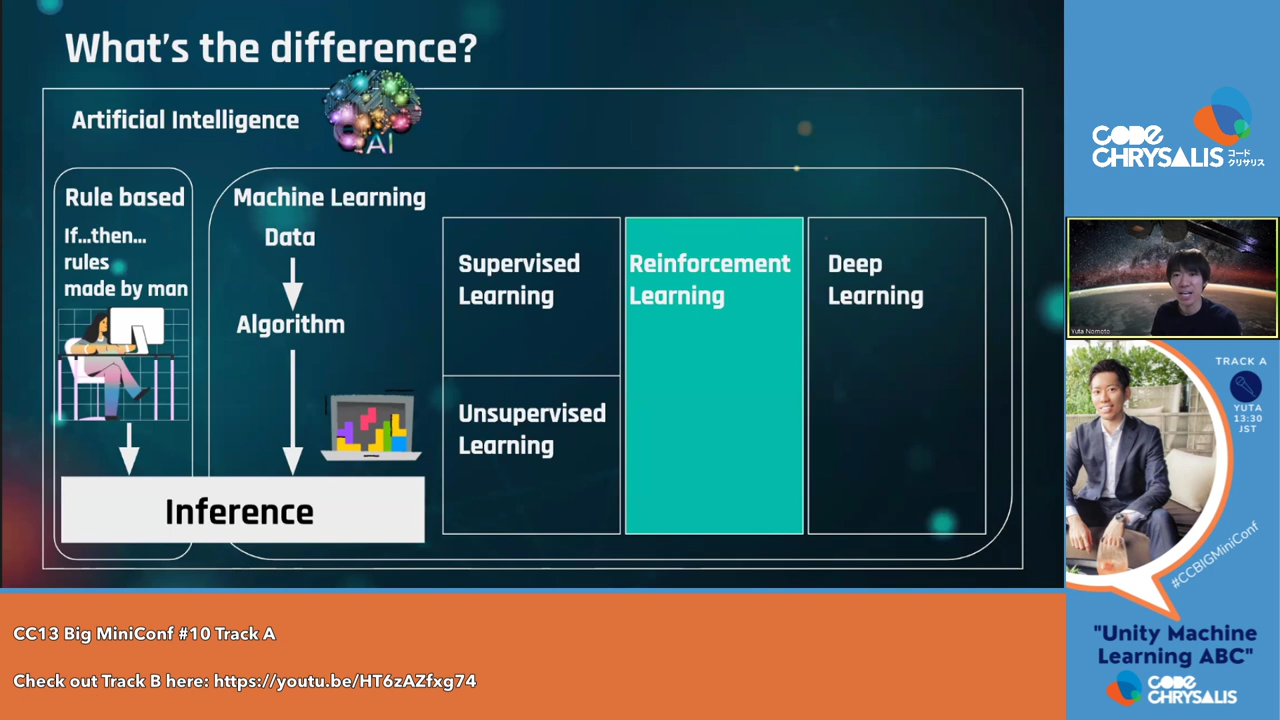 What's the difference?
Artificial Intelligence
AI
Rule based
If...then...
rules
made by man
Machine Learning
Data
Algorithm
Inference
Supervised
Learning
Unsupervised
Learning
Reinforcement
Learning
Deep
Learning
CODE
CHRYSALIS
コード
クリサリス
Yuta Nomoto
TRACK A
YUTA
13:30
JST
#CCBIGMiniConf
"Unity Machine
Learning ABC"
CODE
CHRYSALIS
CC13 Big MiniConf #10 Track A
Check out Track B here: https://youtu.be/HT6zAZfxg74